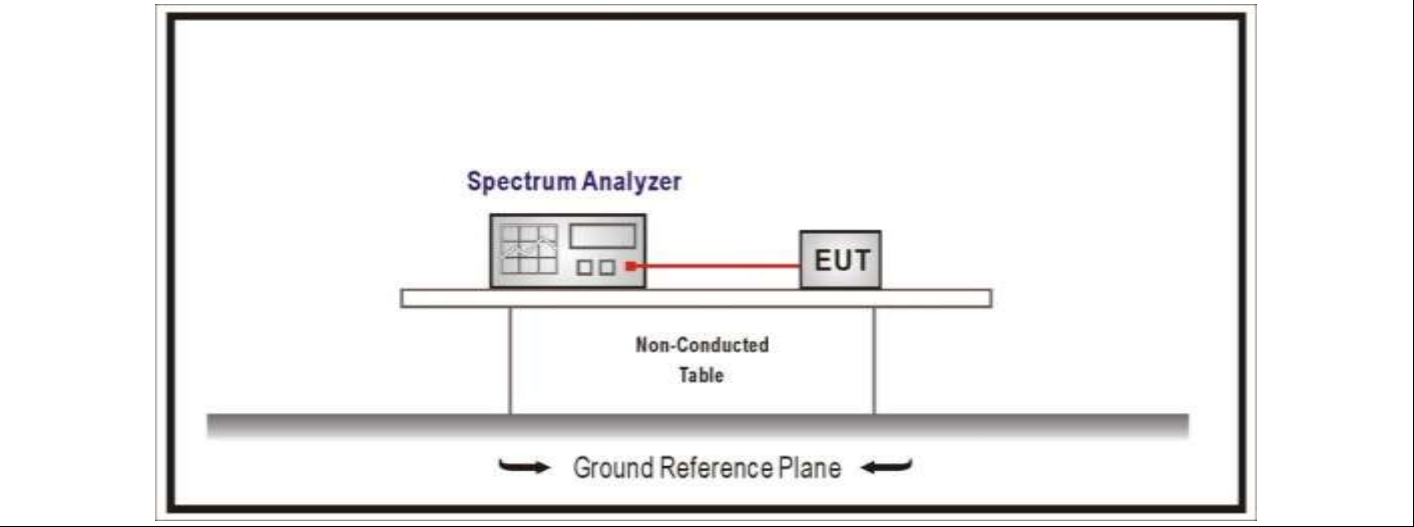 Spectrum Analyzer
EUT
Non-Conducted
Table
Ground Reference Plane